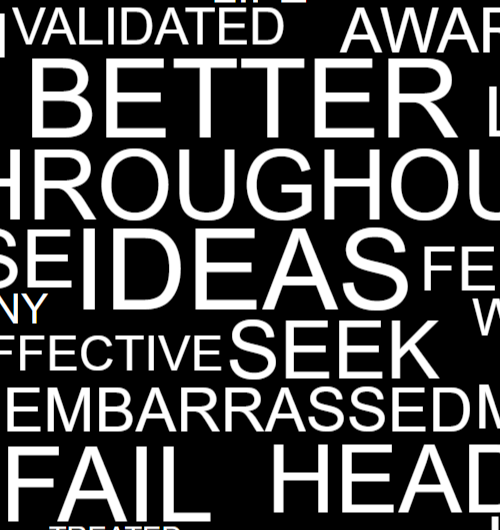 VALIDATED AWAR
BETTER
HROUGHOU
SE IDEAS FE
NY W
FFECTIVE SEEK
EMBARRASSED
FAIL HEAD
TREATED